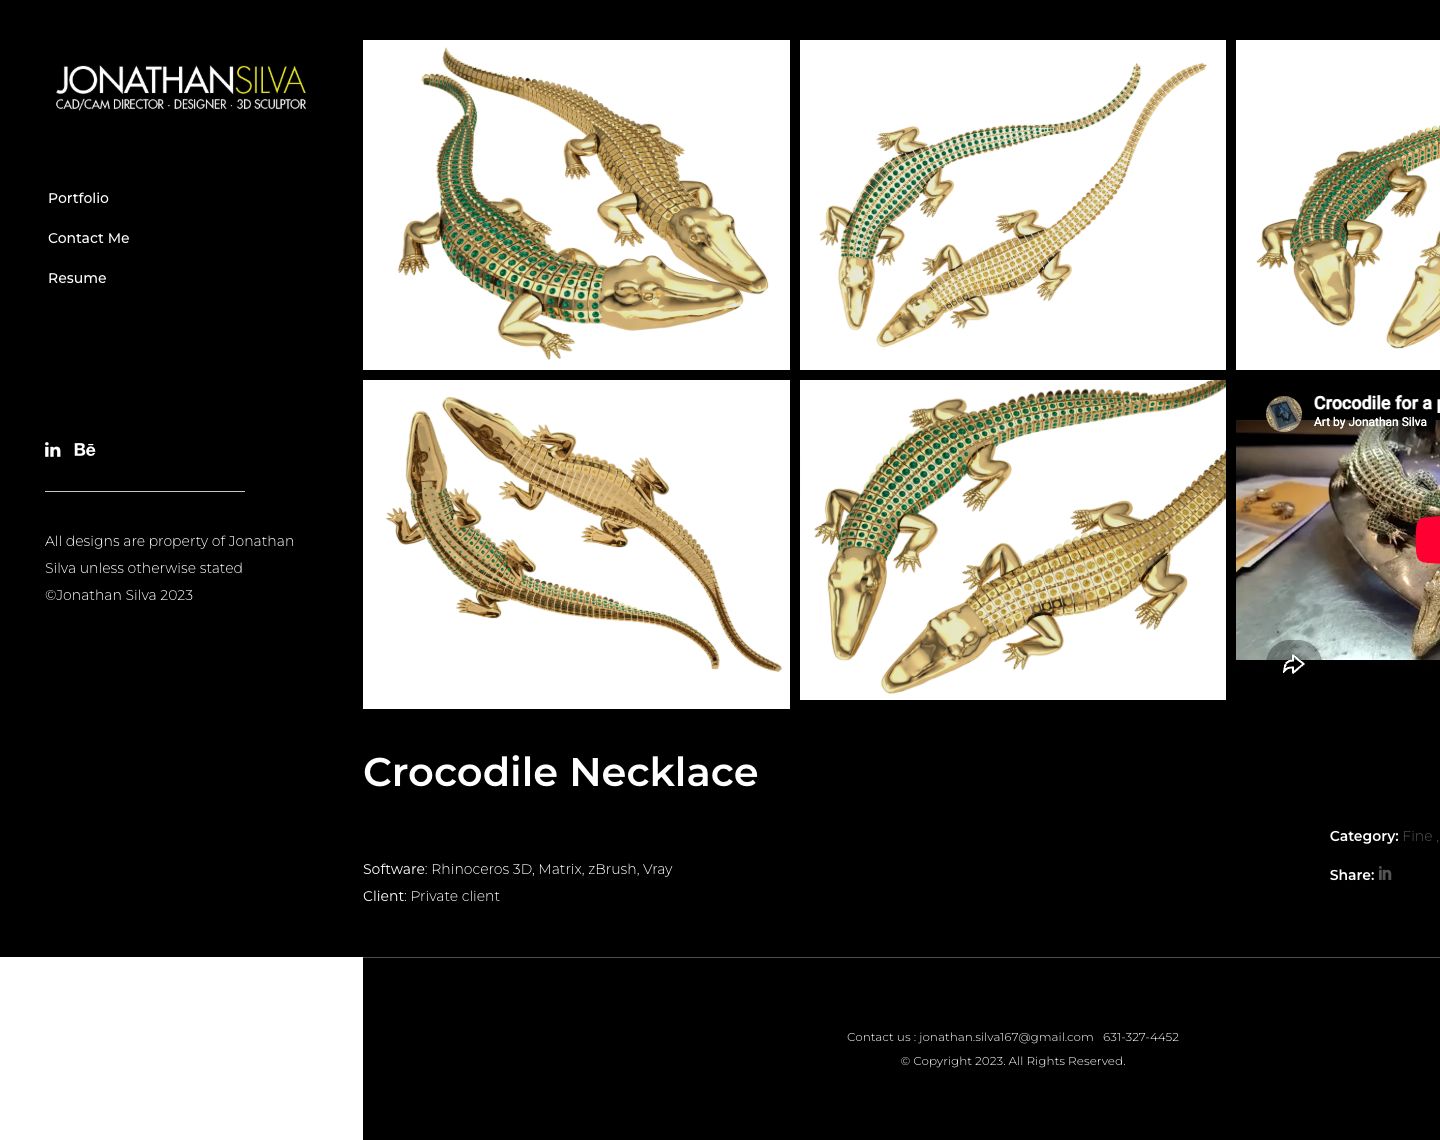 JONATHANSILVA
CAD/CAM DIRECTOR · DESIGNER · 3D SCULPTOR
Portfolio
Contact Me
Resume
in Bē
All designs are property of Jonathan
Silva unless otherwise stated
©Jonathan Silva 2023
Crocodile for a
Art by Jonathan Silva
Crocodile Necklace
Software: Rhinoceros 3D, Matrix, zBrush, Vray
Client: Private client
Category: Fine ,
Share: in
Contact us : jonathan.silva167@gmail.com 631-327-4452
© Copyright 2023. All Rights Reserved.